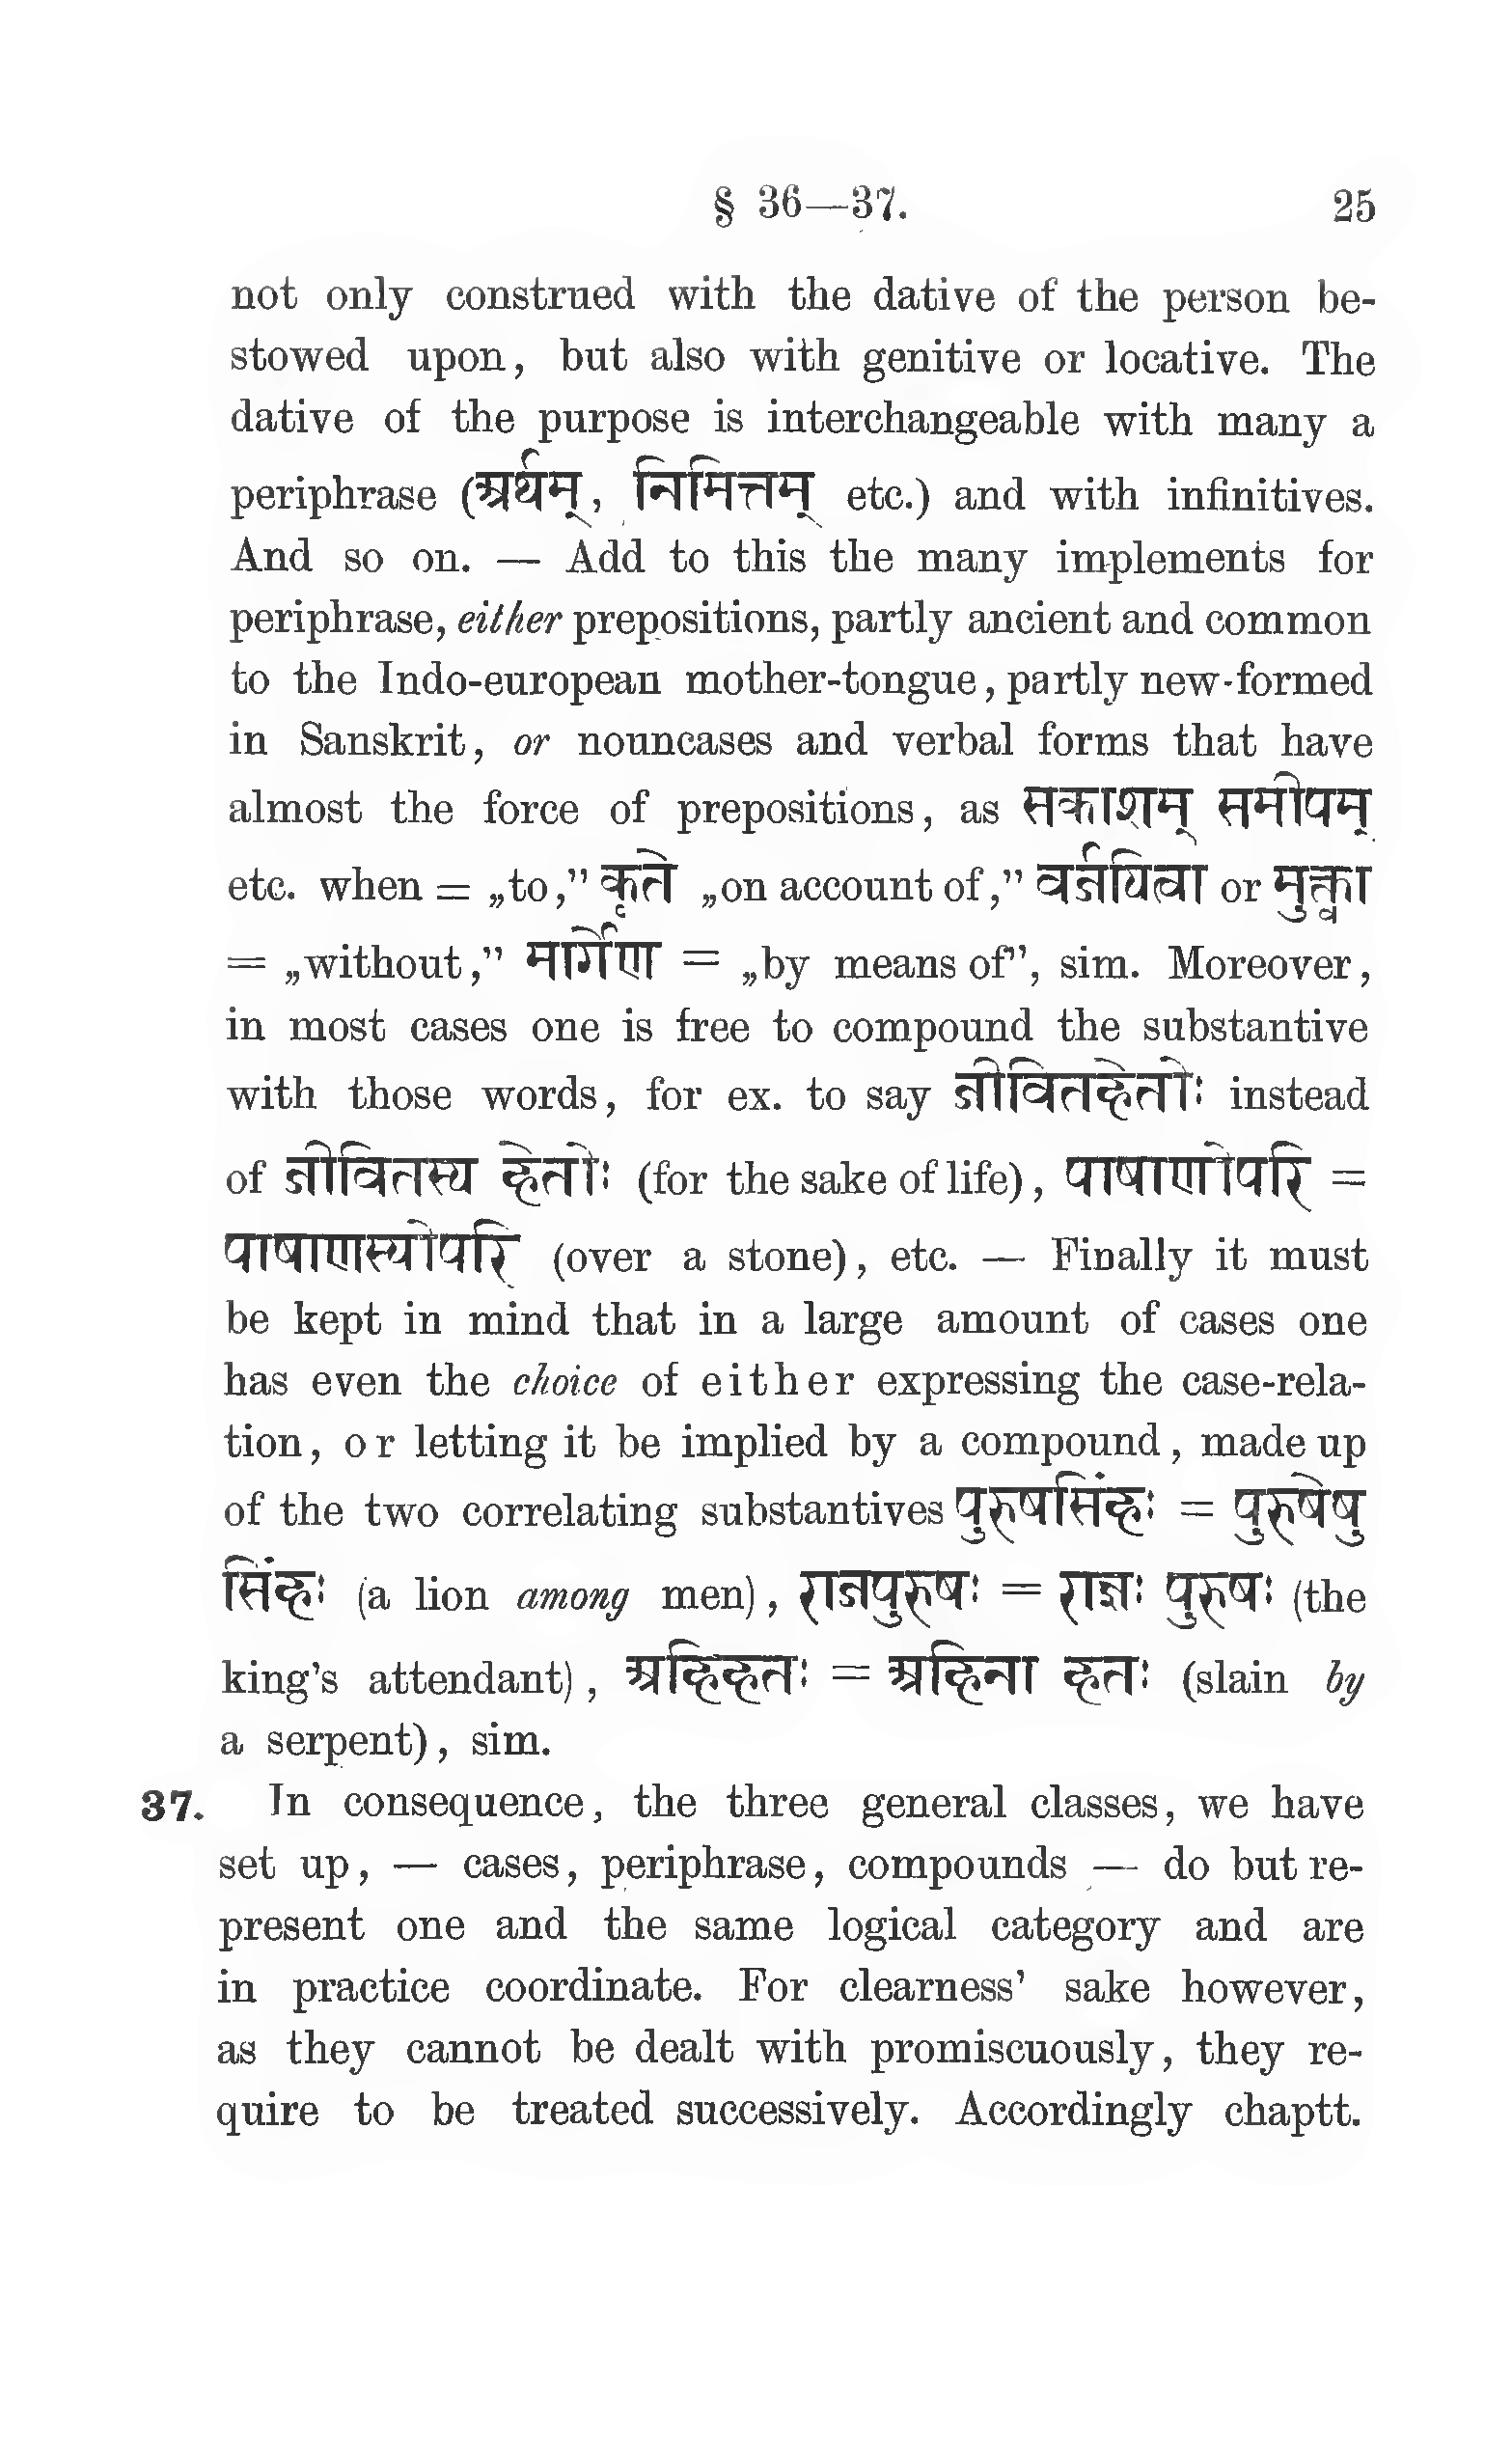 § 36—37. 25
not only construed with the dative of the person be-
stowed upon, but also with genitive or locative. The
dative of the purpose is interchangeable with many a
periphrase (अर्थम्, निमित्तम् etc.) and with infinitives.
And so on. — Add to this the many implements for
periphrase, either prepositions, partly ancient and common
to the Indo-european mother-tongue, partly new-formed
in Sanskrit, or nouncases and verbal forms that have
almost the force of prepositions, as सकाशम् समीपम्
etc. when = „to,” कृते „on account of,” वर्जयित्वा or मुक्त्वा
= „without,” मार्गेण = „by means of”, sim. Moreover,
in most cases one is free to compound the substantive
with those words, for ex. to say जीवितहेतोः instead
of जीवितस्य हेतोः (for the sake of life), पाषाणोपरि =
पाषाणस्योपरि (over a stone), etc. — Finally it must
be kept in mind that in a large amount of cases one
has even the choice of either expressing the case-rela-
tion, or letting it be implied by a compound, made up
of the two correlating substantives पुरुषसिंहः = पुरुषेषु
सिंहः (a lion among men), राजपुरुषः = राज्ञः पुरुषः (the
king's attendant), अहिहतः = अहिना हतः (slain by
a serpent), sim.
37. In consequence, the three general classes, we have
set up, — cases, periphrase, compounds — do but re-
present one and the same logical category and are
in practice coordinate. For clearness' sake however,
as they cannot be dealt with promiscuously, they re-
quire to be treated successively. Accordingly chaptt.